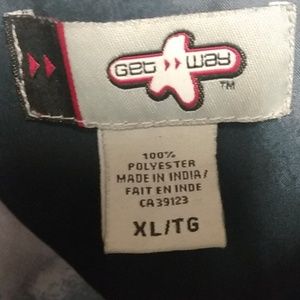 Get WAY
TM
100%
POLYESTER
MADE IN INDIA/
FAIT EN INDE
CA 39123
XL/TG